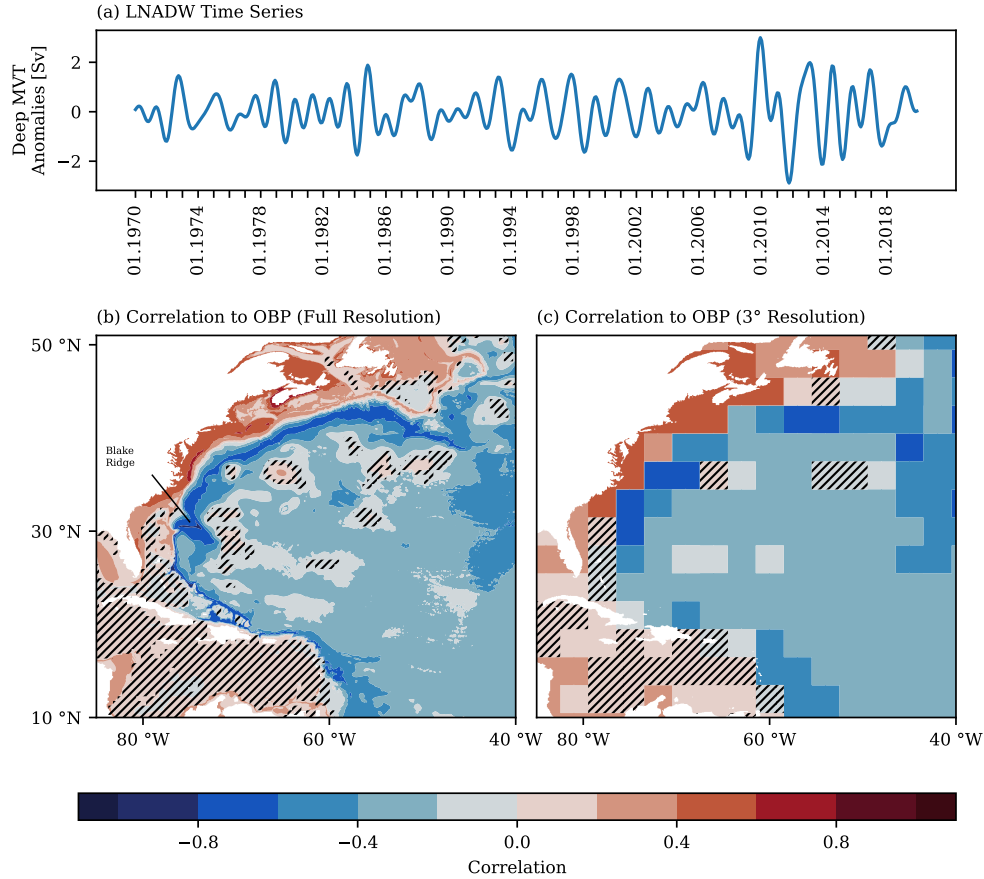 (a) LNADW Time Series
Deep MVT
Anomalies [Sv]
2
0
−2
01.1970
01.1974
01.1978
01.1982
01.1986
01.1990
01.1994
01.1998
01.2002
01.2006
01.2010
01.2014
01.2018
(b) Correlation to OBP (Full Resolution)
(c) Correlation to OBP (3° Resolution)
50 °N
30 °N
10 °N
Blake
Ridge
80 °W
60 °W
40 °W
80 °W
60 °W
40 °W
−0.8
−0.4
0.0
0.4
0.8
Correlation